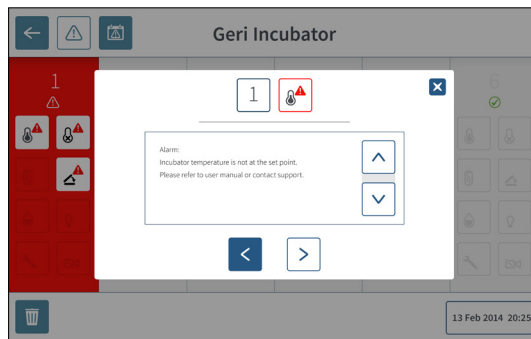 Geri Incubator
1
6
1
Alarm:
Incubator temperature is not at the set point.
Please refer to user manual or contact support.
13 Feb 2014 20:25